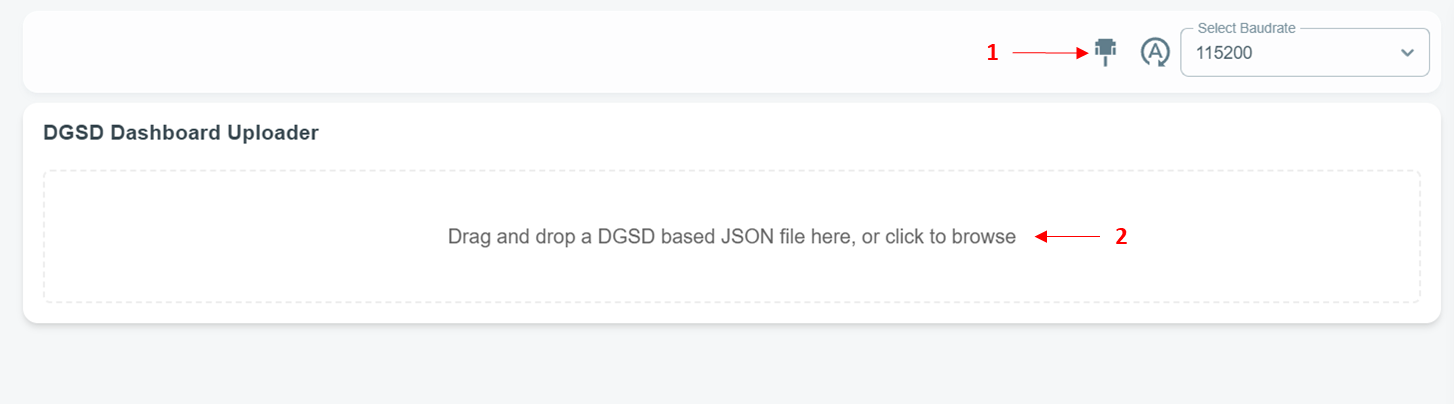 Select Baudrate
1
A
115200
DGSD Dashboard Uploader
Drag and drop a DGSD based JSON file here, or click to browse
2